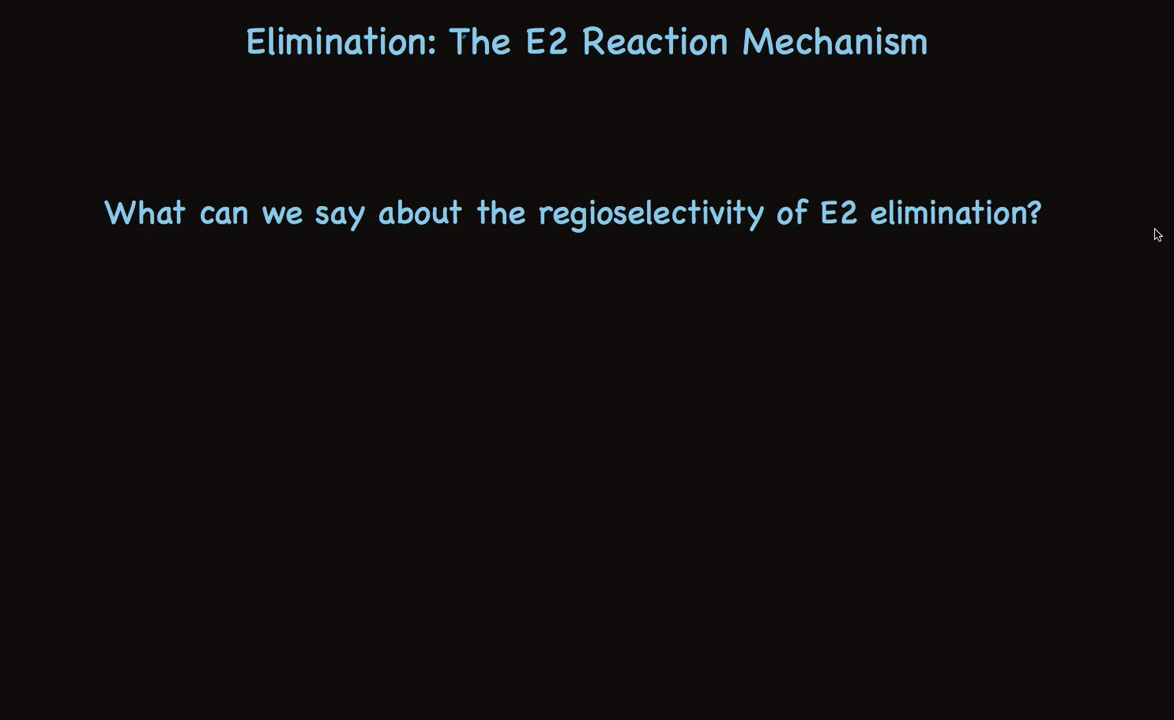 Elimination: The E2 Reaction Mechanism
What can we say about the regioselectivity of E2 elimination?